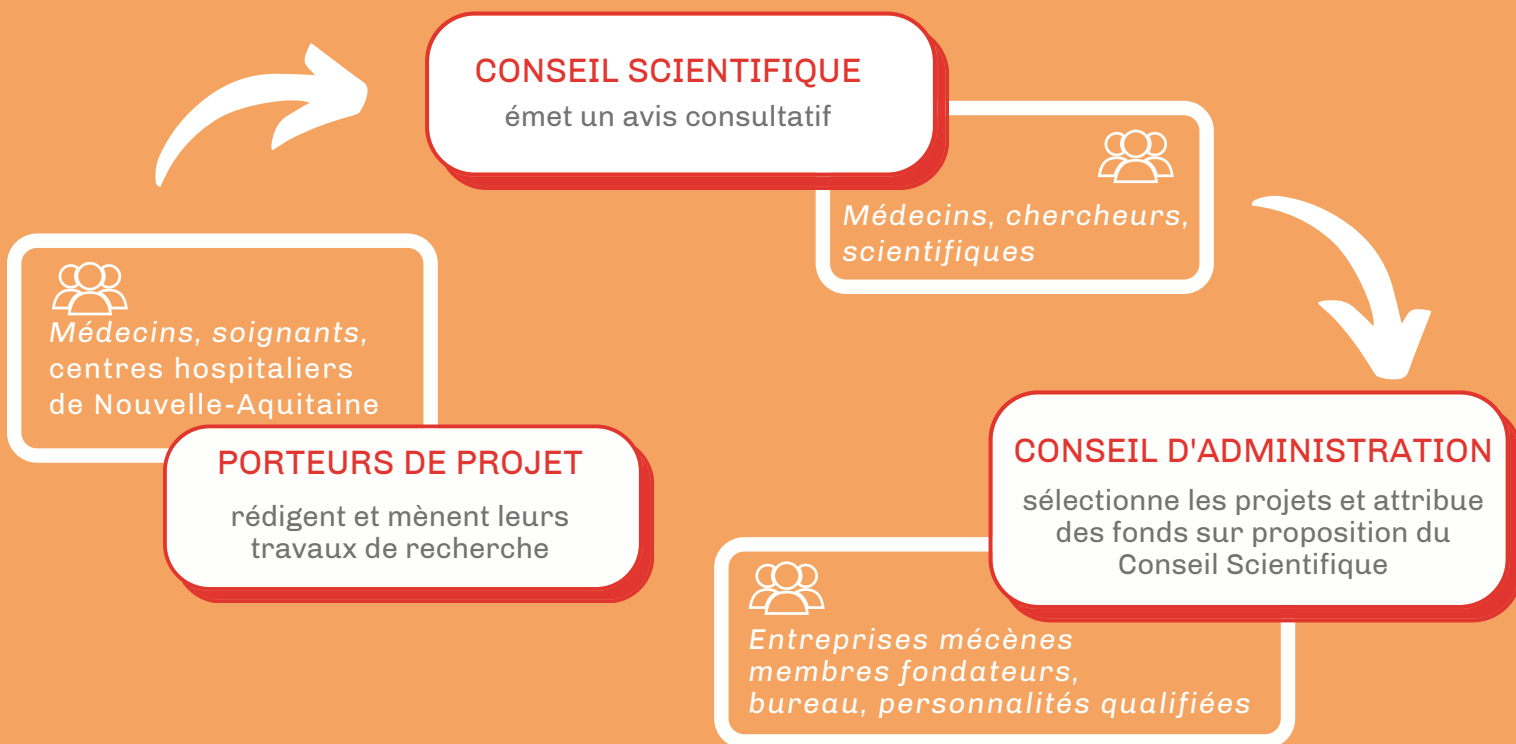 CONSEIL SCIENTIFIQUE
émet un avis consultatif
Médecins, chercheurs,
scientifiques
Médecins, soignants,
centres hospitaliers
de Nouvelle-Aquitaine
PORTEURS DE PROJET
rédigent et mènent leurs
travaux de recherche
CONSEIL D'ADMINISTRATION
sélectionne les projets et attribue
des fonds sur proposition du
Conseil Scientifique
Entreprises mécènes
membres fondateurs,
bureau, personnalités qualifiées